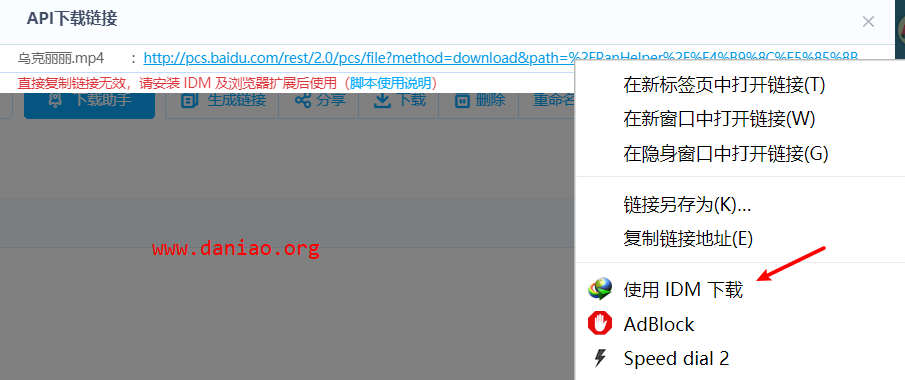 API下载链接
乌克丽丽.mp4 : http://pcs.baidu.com/rest/2.0/pcs/file?method=download&path=%2FPanHelper%2F%E4%B9%8C%E5%85%8B
直接复制链接无效，请安装 IDM 及浏览器扩展后使用（脚本使用说明）
下载助手 生成链接 分享 下载 删除 重命名
在新标签页中打开链接(T)
在新窗口中打开链接(W)
在隐身窗口中打开链接(G)
链接另存为(K)...
复制链接地址(E)
www.daniao.org
使用 IDM 下载
AdBlock
Speed dial 2